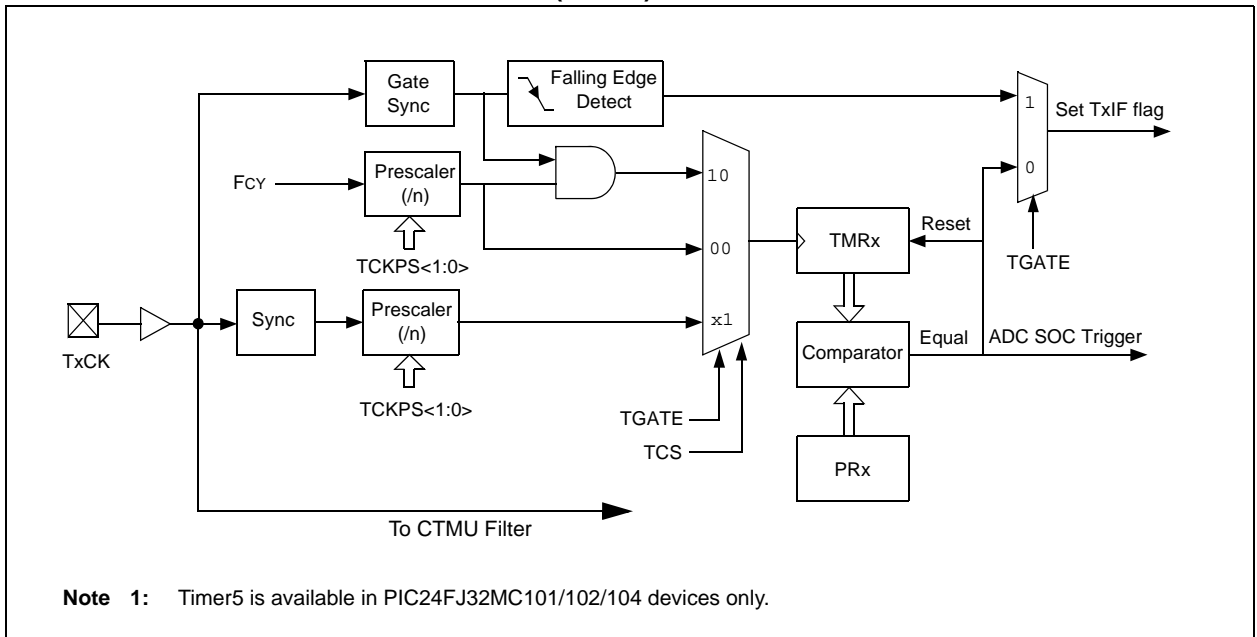 Gate
Sync
Falling Edge
Detect
1
Set TxIF flag
0
TGATE
FCY
Prescaler
(/n)
TCKPS<1:0>
10
00
x1
TMRx
Reset
TxCK
Sync
Prescaler
(/n)
TCKPS<1:0>
Comparator
Equal
ADC SOC Trigger
TGATE
TCS
PRx
To CTMU Filter
Note 1: Timer5 is available in PIC24FJ32MC101/102/104 devices only.